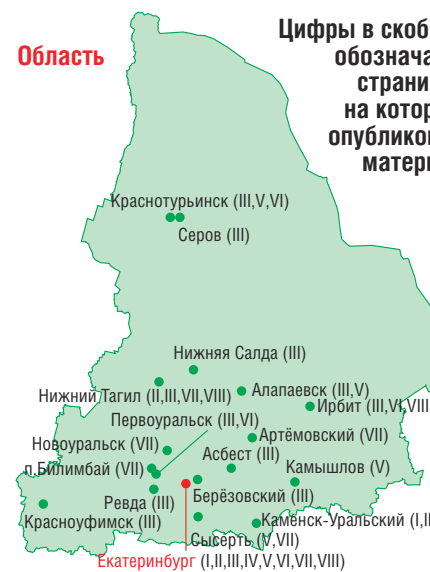 Область
Цифры в скоб
обознача
страни
на котор
опубликов
матери
Краснотурьинск (III,V,VI)
Серов (III)
Нижняя Салда (III)
Нижний Тагил (II,III,VII,VIII)
Алапаевск (III,V)
Ирбит (III,VI,VIII
Первоуральск (III,VI)
Новоуральск (VII)
Артёмовский (VII)
Асбест (III)
п.Билимбай (VII)
Камышлов (V)
Ревда (III)
Берёзовский (III)
Красноуфимск (III)
Каменск-Уральский (I,II
Сысерть (V,VII)
Екатеринбург (I,II,III,IV,V,VI,VII,VIII)